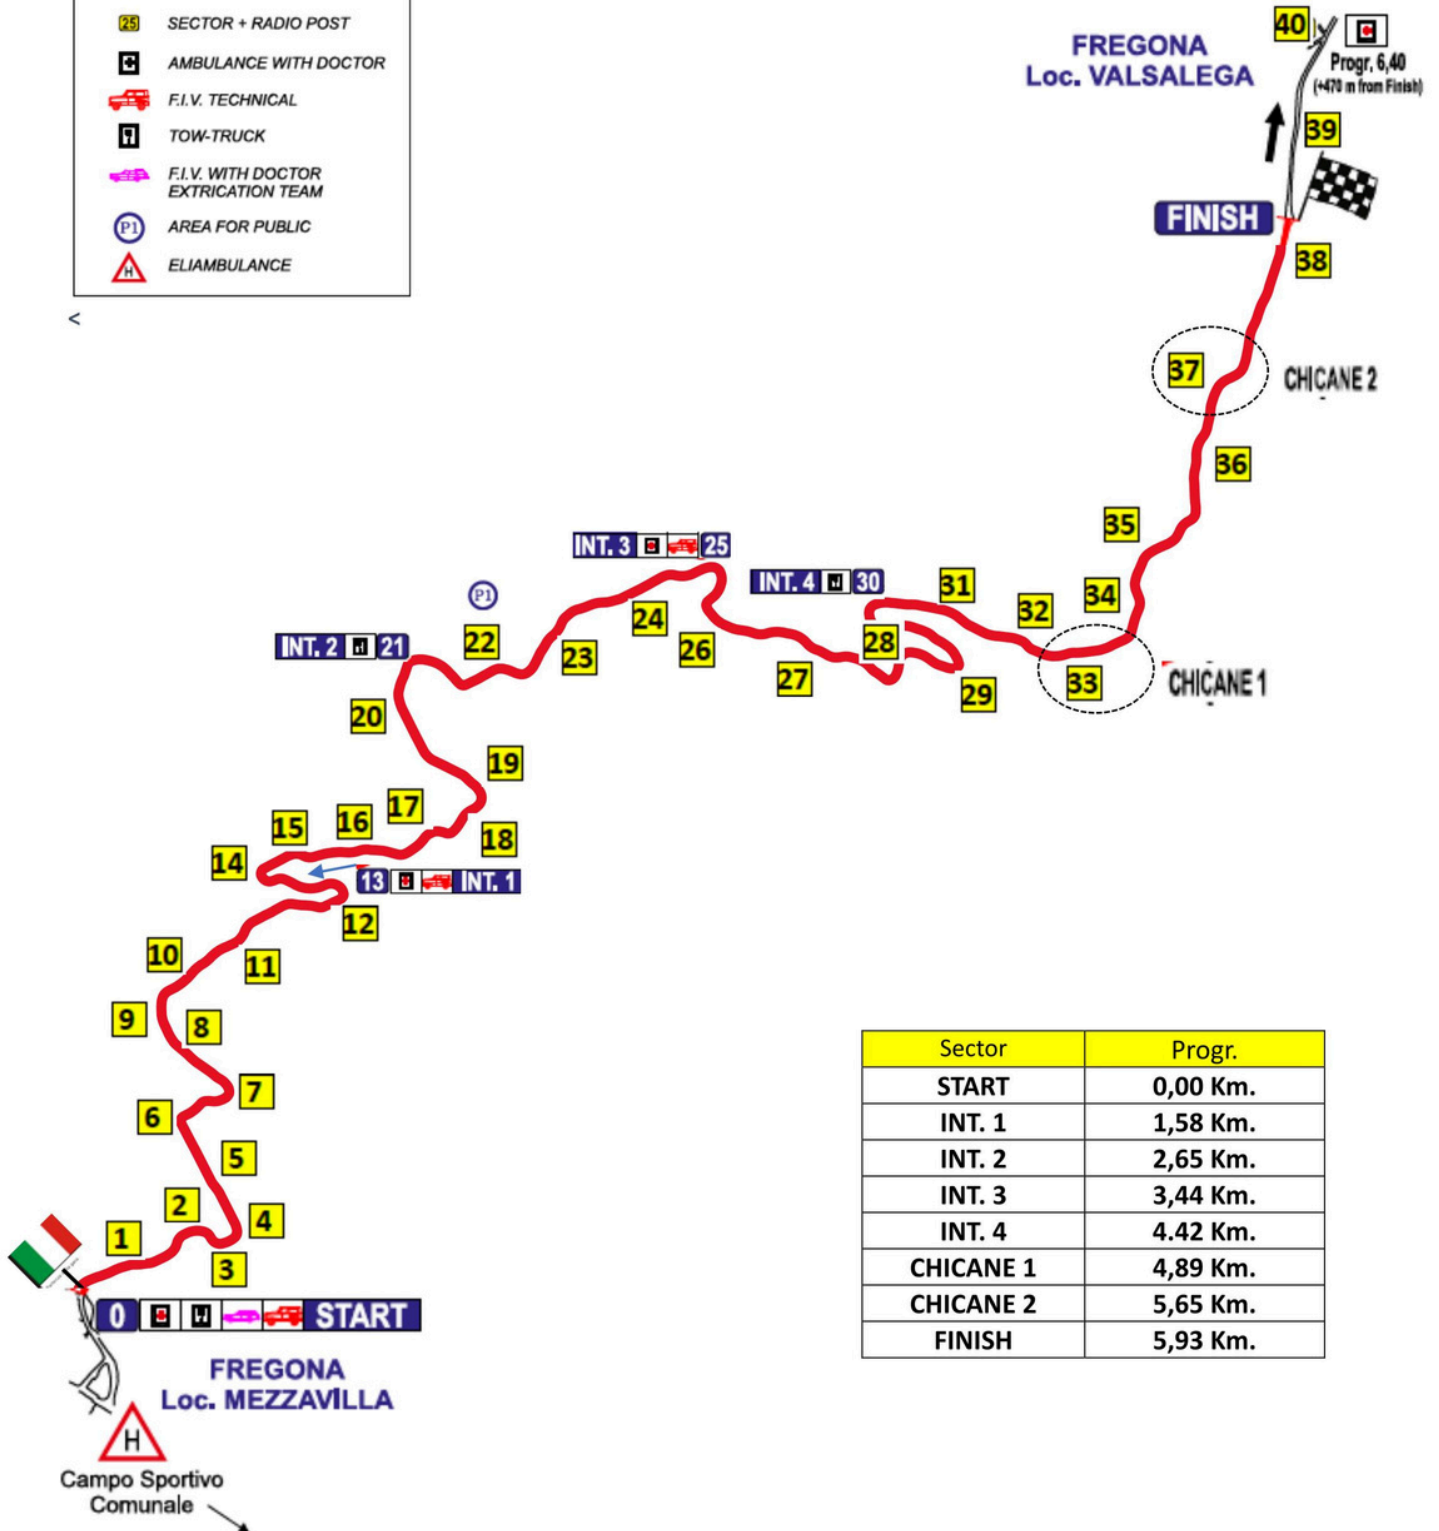 25 SECTOR + RADIO POST
AMBULANCE WITH DOCTOR
F.I.V. TECHNICAL
TOW-TRUCK
F.I.V. WITH DOCTOR
EXTRICATION TEAM
P1 AREA FOR PUBLIC
H ELIAMBULANCE
<
40
FREGONA
Loc. VALSALEGA
Progr. 6,40
(+470 m from Finish)
39
FINISH
38
37
CHICANE 2
36
35
INT. 3 25
INT. 4 30
31
34
P1
32
24
22
28
INT. 2 21
26
23
27
33
CHICANE 1
29
20
19
17
16
15
18
14
13 INT. 1
12
10
11
9
8
7
6
5
2
4
1
3
0 START
FREGONA
Loc. MEZZAVILLA
H
Campo Sportivo
Comunale
Sector Progr.
START 0,00 Km.
INT. 1 1,58 Km.
INT. 2 2,65 Km.
INT. 3 3,44 Km.
INT. 4 4.42 Km.
CHICANE 1 4,89 Km.
CHICANE 2 5,65 Km.
FINISH 5,93 Km.